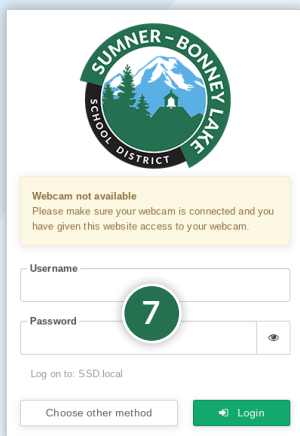 SUMNER – BONNEY LAKE
SCHOOL DISTRICT
Webcam not available
Please make sure your webcam is connected and you
have given this website access to your webcam.
Username
7
Password
Log on to: SSD.local
Choose other method
Login